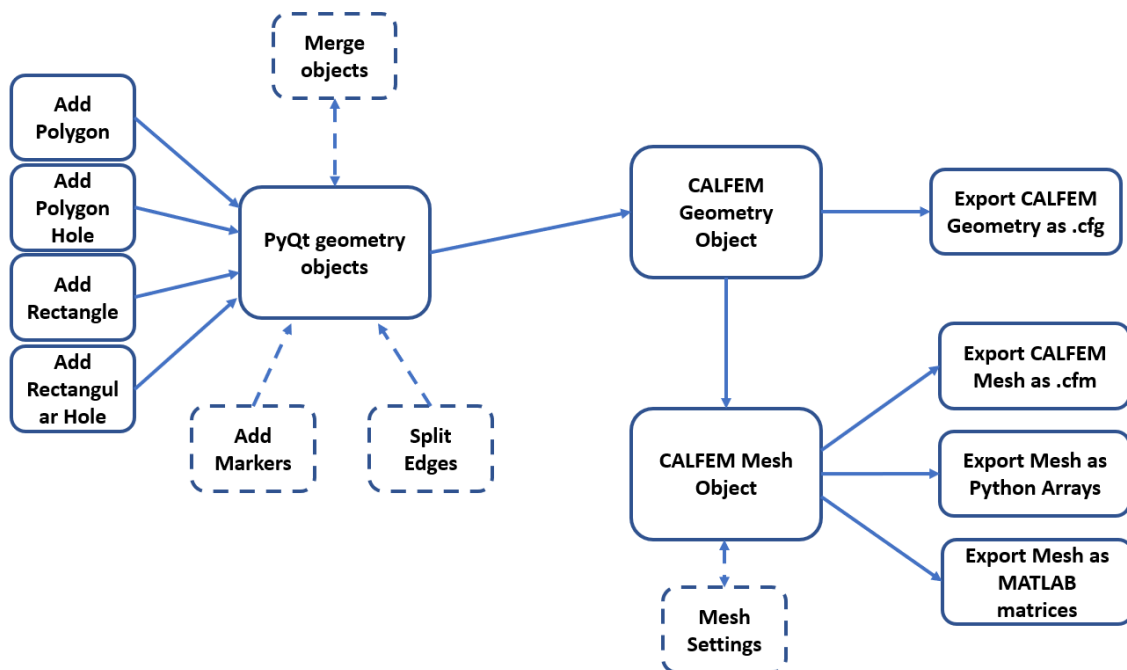 Merge
objects
Add
Polygon
Add
Polygon
Hole
Add
Rectangle
Add
Rectangul
ar Hole
PyQt geometry
objects
Add
Markers
Split
Edges
CALFEM
Geometry
Object
Export CALFEM
Geometry as .cfg
CALFEM Mesh
Object
Export CALFEM
Mesh as .cfm
Export Mesh as
Python Arrays
Export Mesh as
MATLAB
matrices
Mesh
Settings